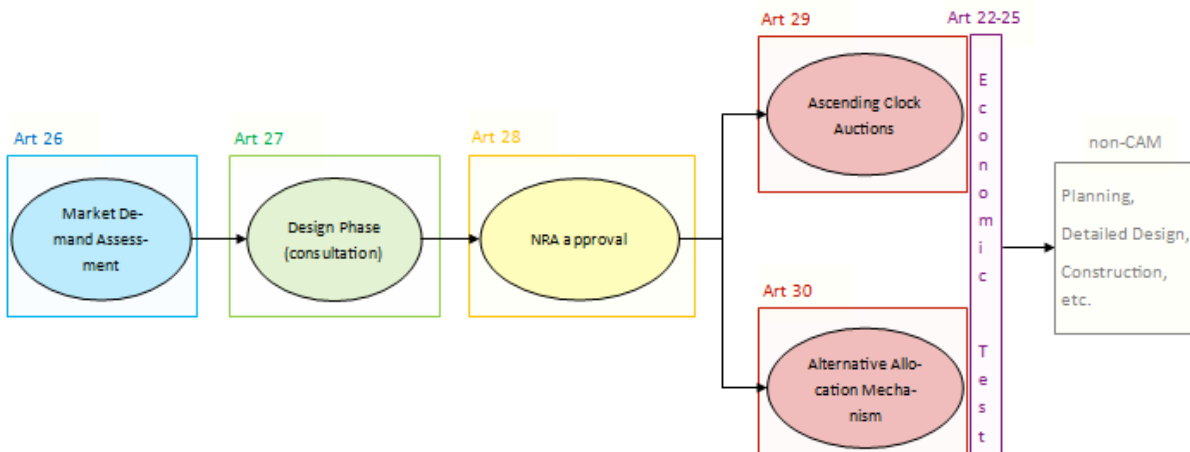 Art 26
Market De-
mand Assess-
ment
Art 27
Design Phase
(consultation)
Art 28
NRA approval
Art 29
Ascending Clock
Auctions
Art 30
Alternative Allo-
cation Mecha-
nism
Art 22-25
Economic Test
non-CAM
Planning,
Detailed Design,
Construction,
etc.